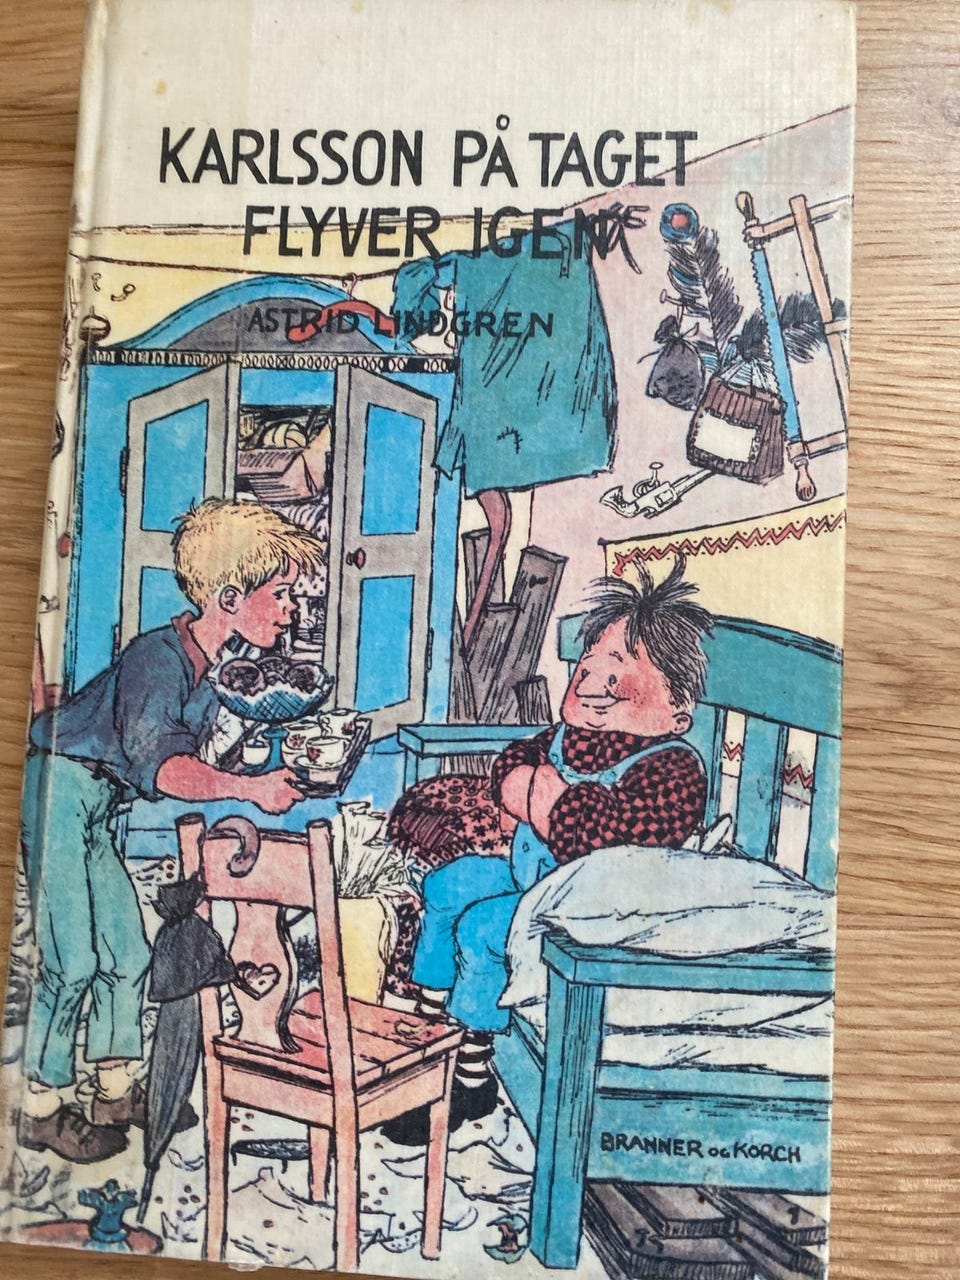 KARLSSON PÅ TAGET
FLYVER IGEN
ASTRID LINDGREN
BRANNER OG KORCH